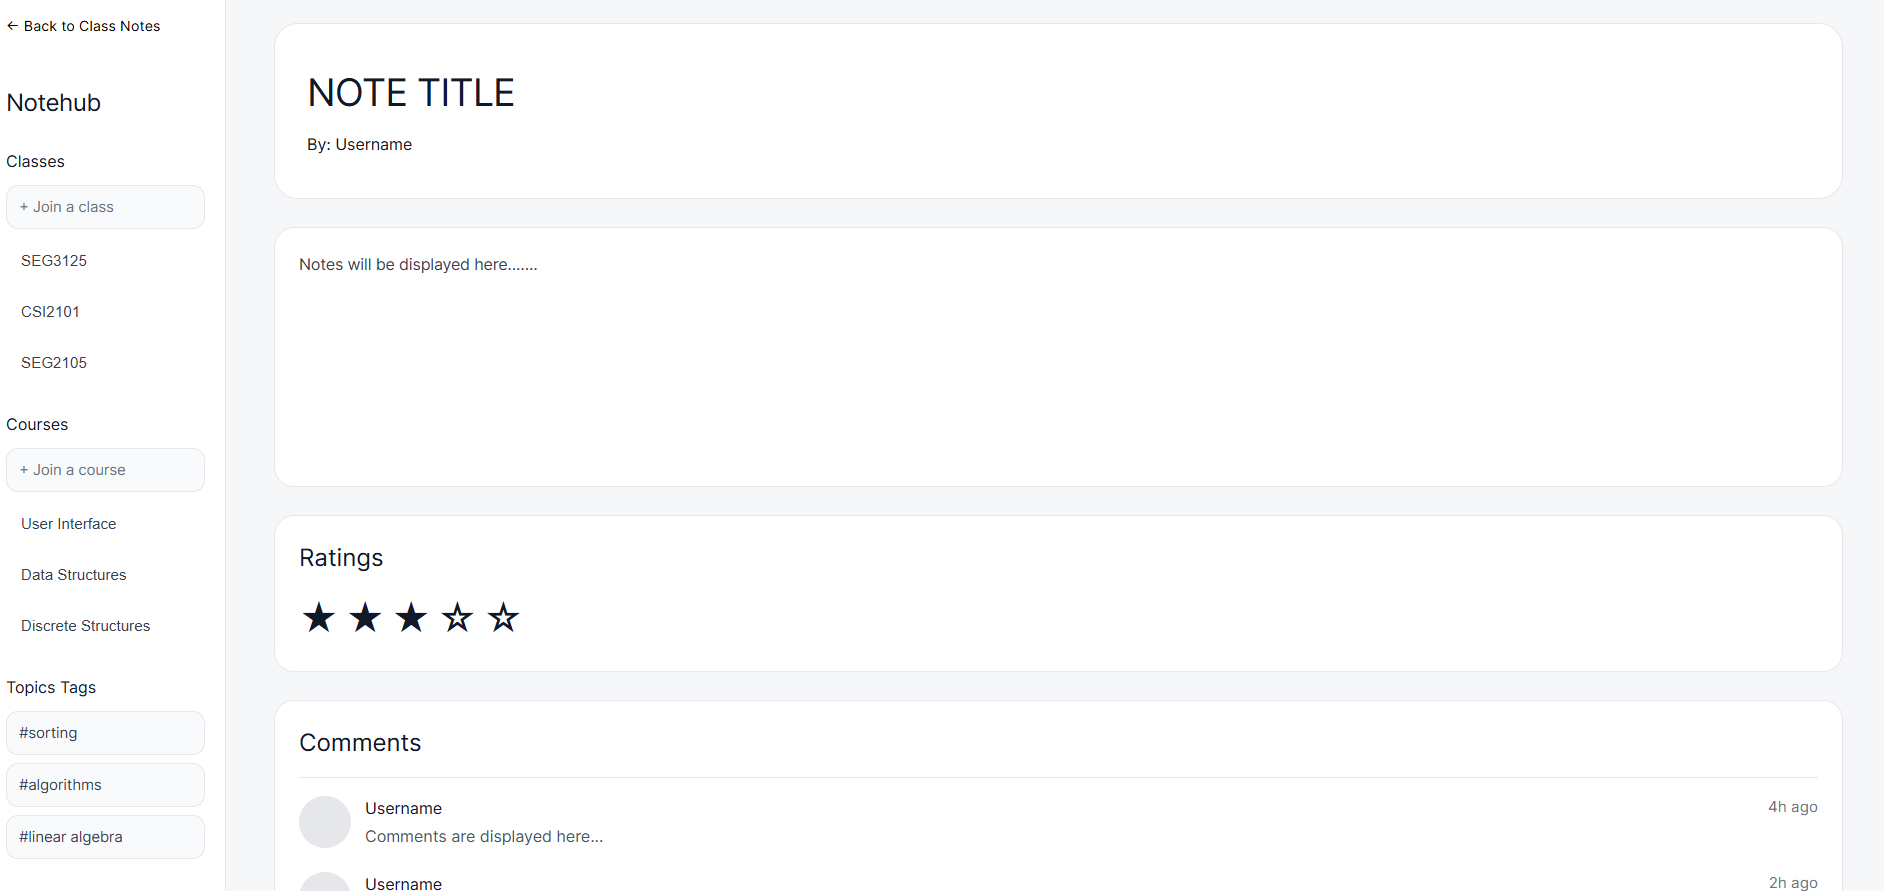 ← Back to Class Notes
Notehub
Classes
+ Join a class
SEG3125
CSI2101
SEG2105
Courses
+ Join a course
User Interface
Data Structures
Discrete Structures
Topics Tags
#sorting
#algorithms
#linear algebra
NOTE TITLE
By: Username
Notes will be displayed here.......
Ratings
★ ★ ★ ☆ ☆
Comments
Username
4h ago
Comments are displayed here...
Username
2h ago